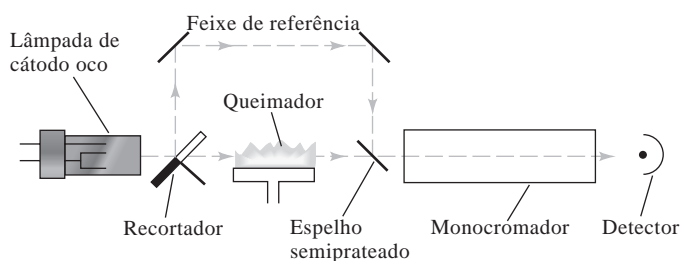 Feixe de referência
Lâmpada de
cátodo oco
Queimador
Recortador
Espelho
semiprateado
Monocromador
Detector